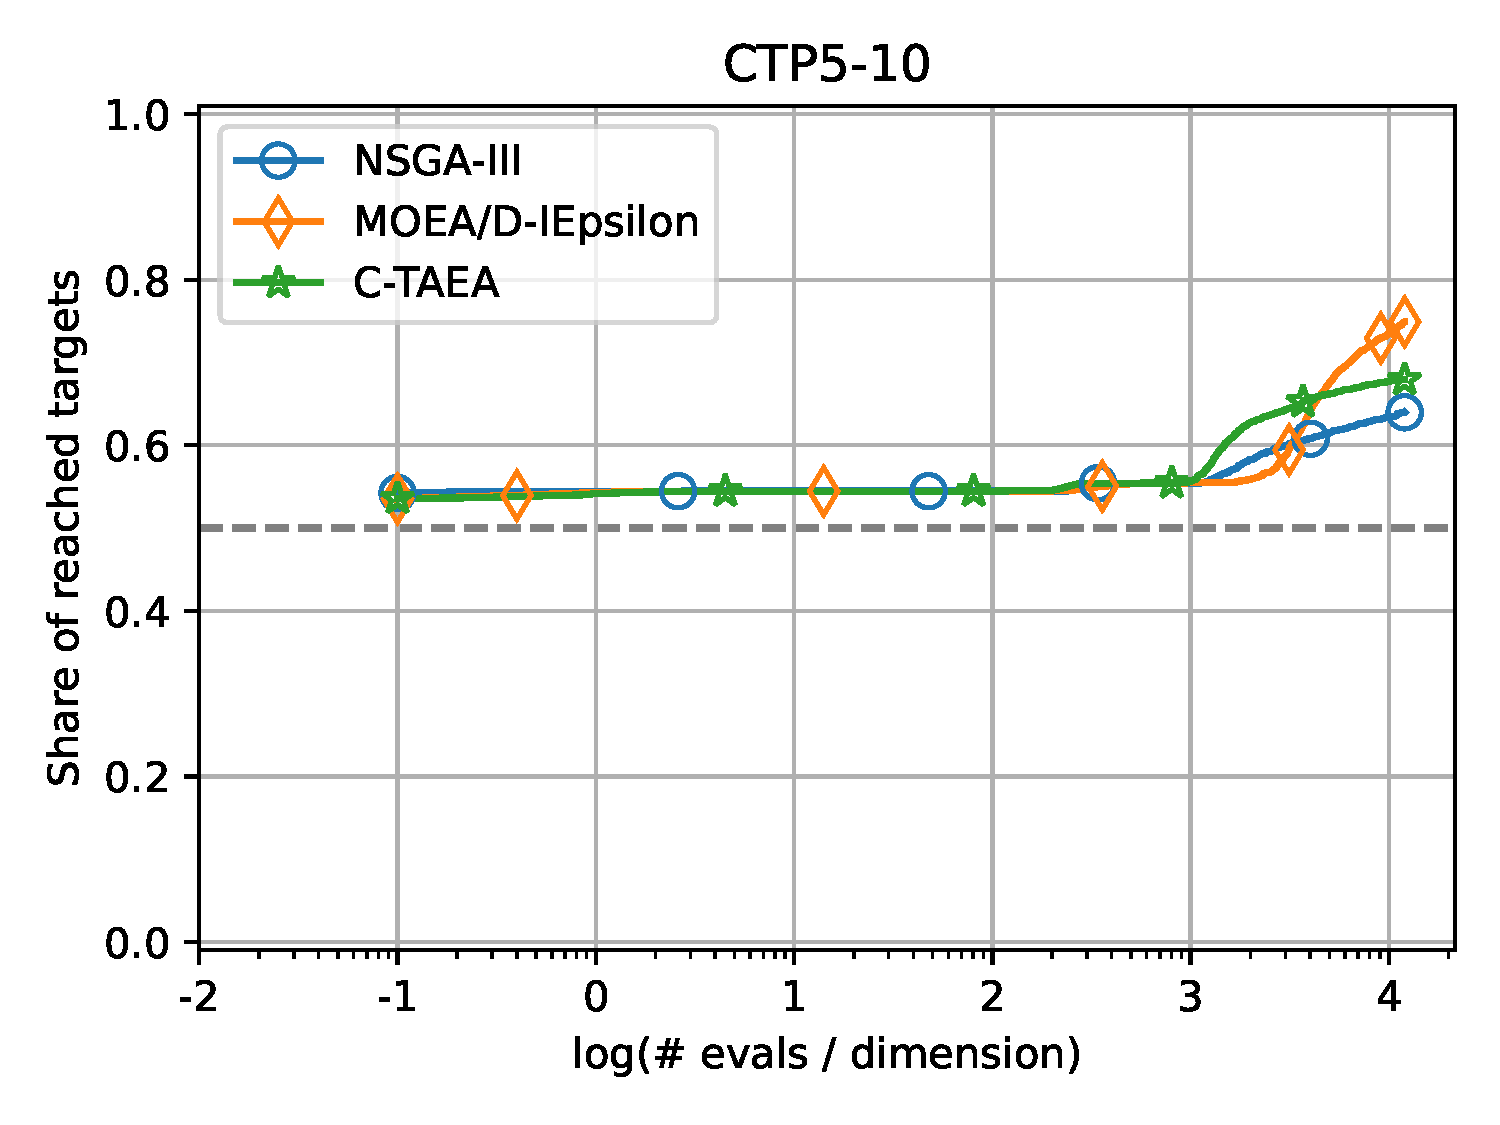 CTP5-10
1.0
0.8
0.6
0.4
0.2
0.0
Share of reached targets
NSGA-III
MOEA/D-IEpsilon
C-TAEA
-2 -1 0 1 2 3 4
log(# evals / dimension)